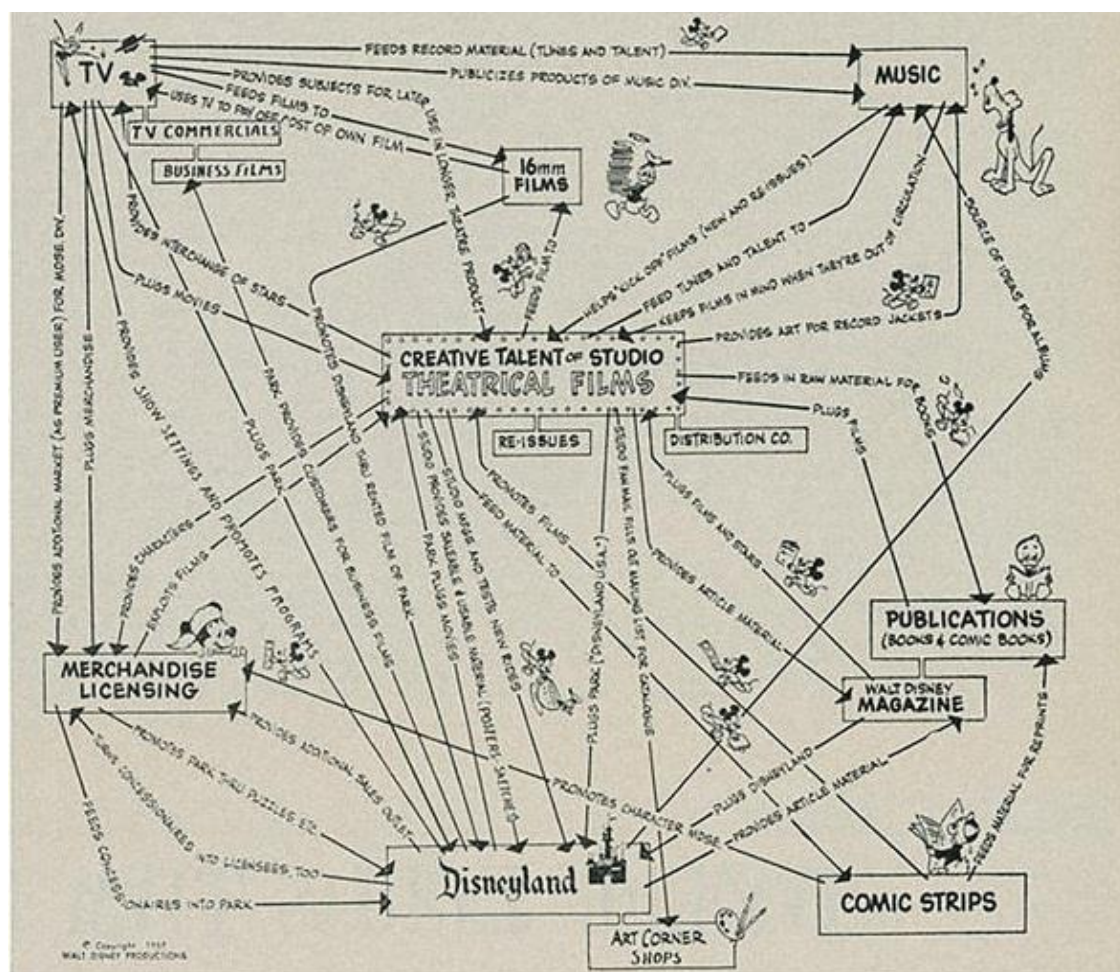 TV
FEEDS RECORD MATERIAL (TUNES AND TALENT)
PUBLICIZES PRODUCTS OF MUSIC DIV.
MUSIC
PROVIDES SUBJECTS FOR LATER USE IN LONGER THEATRE PRODUCT
FEEDS FILMS TO
USES TV TO PAY OFF COST OF OWN FILM
TV COMMERCIALS
BUSINESS FILMS
16mm
FILMS
PROVIDES INTERCHANGE OF STARS
PLUGS MOVIES
FEEDS FILM TO
HELPS "KICK OFF" FILMS (NEW AND RE-ISSUES)
FEED TUNES AND TALENT TO
KEEPS FILMS IN MIND WHEN THEY'RE OUT OF CIRCULATION
PROVIDES ART FOR RECORD JACKETS
SOURCE OF IDEAS FOR ALBUMS
CREATIVE TALENT OF STUDIO
THEATRICAL FILMS
RE-ISSUES
DISTRIBUTION CO.
FEEDS IN RAW MATERIAL FOR BOOKS
PLUGS FILMS
PROVIDES ADDITIONAL MARKET (AS PREMIUM USER) FOR MDSE. DIV.
PLUGS MERCHANDISE
PROVIDES SHOW SETTINGS AND PROMOTES PROGRAMS
PLUGS PARK
PARK PROVIDES CUSTOMERS FOR BUSINESS FILMS
PROMOTES DISNEYLAND THRU RENTED FILM OF PARK
PROVIDES CHARACTERS
EXPLOITS FILMS
PARK PLUGS MOVIES
STUDIO PROVIDES SALEABLE & USABLE MATERIAL (POSTERS-SKETCHES
STUDIO MFGR. AND TESTS NEW RIDES
FEED MATERIAL TO
PROMOTES FILMS
PLUGS PARK ("DISNEYLAND U.S.A.")
STUDIO FAN MAIL FILLS OUT MAILING LIST FOR CATALOGUE
PROVIDES ARTICLE MATERIAL
PLUGS FILMS AND STARS
PUBLICATIONS
(BOOKS & COMIC BOOKS)
WALT DISNEY
MAGAZINE
MERCHANDISE
LICENSING
PROMOTES PARK THRU PUZZLES ETC.
TURNS CONCESSIONAIRES INTO LICENSEES, TOO
FEEDS CONCESSIONAIRES INTO PARK
PROVIDES ADDITIONAL SALES OUTLET
PROMOTES CHARACTER MDSE.
PLUGS DISNEYLAND
PROVIDES ARTICLE MATERIAL
FEEDS MATERIAL FOR REPRINTS
Disneyland
COMIC STRIPS
ART CORNER
SHOPS
© Copyright 1957
WALT DISNEY PRODUCTIONS